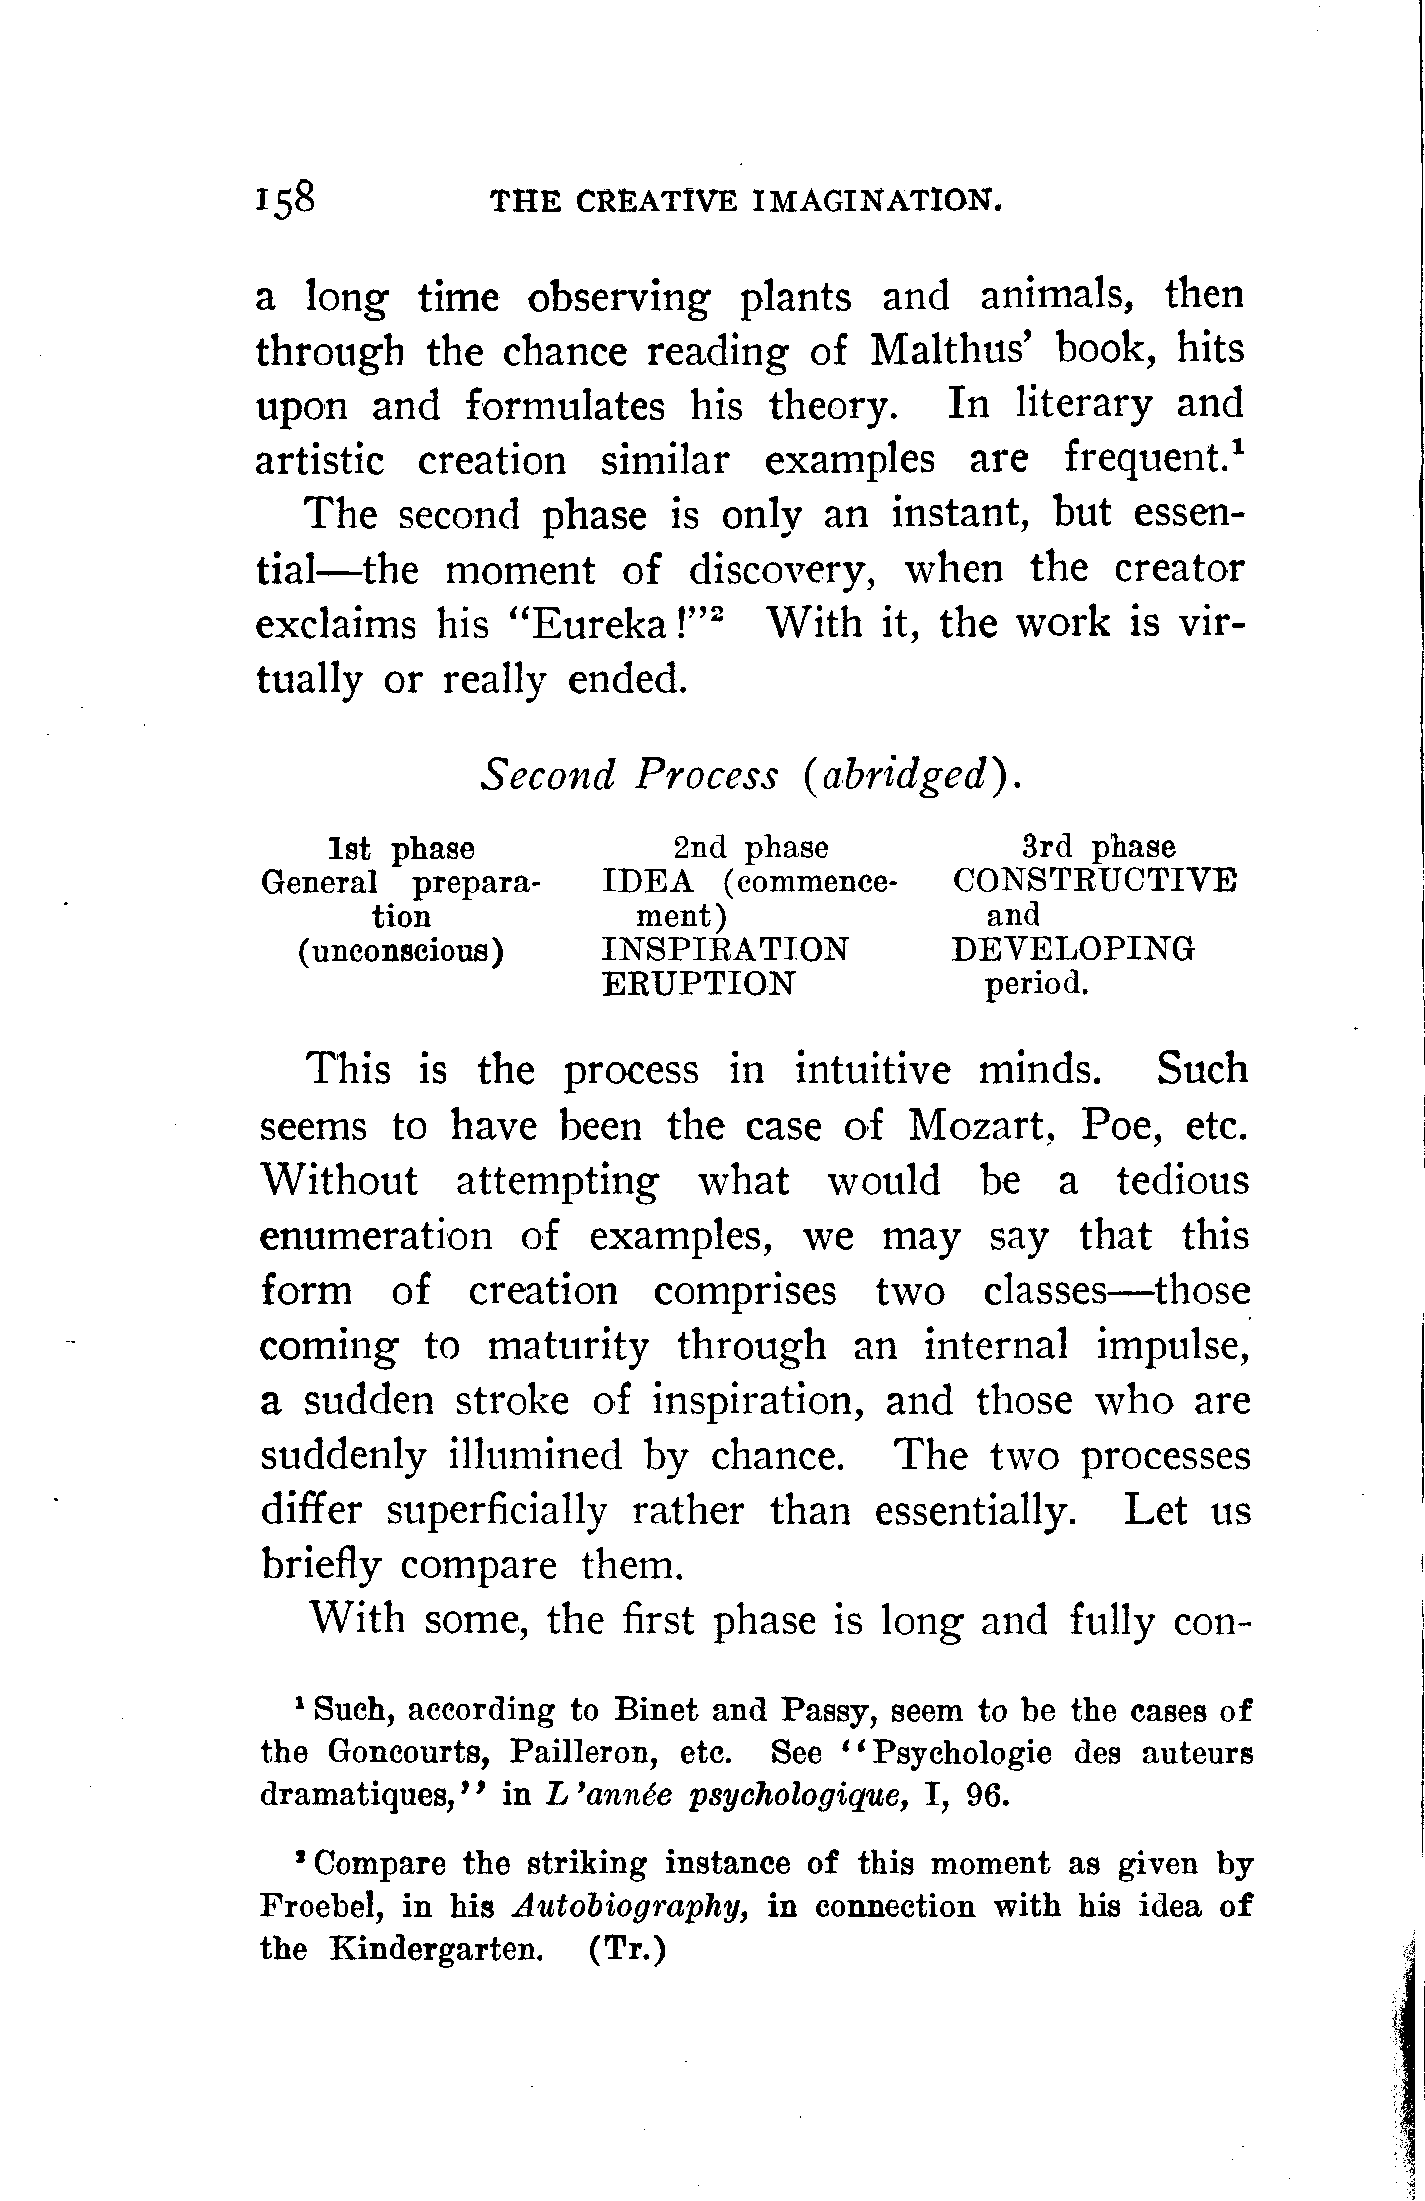 158 THE CREATIVE IMAGINATION.
a long time observing plants and animals, then
through the chance reading of Malthus' book, hits
upon and formulates his theory. In literary and
artistic creation similar examples are frequent.¹
The second phase is only an instant, but essen-
tial—the moment of discovery, when the creator
exclaims his "Eureka!"² With it, the work is vir-
tually or really ended.
Second Process (abridged).
1st phase 2nd phase 3rd phase
General prepara- IDEA (commence- CONSTRUCTIVE
tion ment) and
(unconscious) INSPIRATION DEVELOPING
ERUPTION period.
This is the process in intuitive minds. Such
seems to have been the case of Mozart, Poe, etc.
Without attempting what would be a tedious
enumeration of examples, we may say that this
form of creation comprises two classes—those
coming to maturity through an internal impulse,
a sudden stroke of inspiration, and those who are
suddenly illumined by chance. The two processes
differ superficially rather than essentially. Let us
briefly compare them.
With some, the first phase is long and fully con-
¹ Such, according to Binet and Passy, seem to be the cases of
the Goncourts, Pailleron, etc. See "Psychologie des auteurs
dramatiques," in L'année psychologique, I, 96.
² Compare the striking instance of this moment as given by
Froebel, in his Autobiography, in connection with his idea of
the Kindergarten. (Tr.)